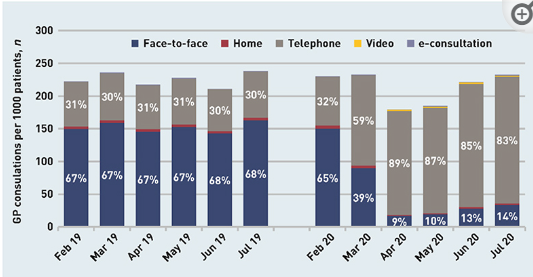 GP consulations per 1000 patients, n
300
250
200
150
100
50
0
Face-to-face Home Telephone Video e-consultation
31% 30% 31% 31% 30% 30% 32% 59% 89% 87% 85% 83%
67% 67% 67% 67% 68% 68% 65% 39% 9% 10% 13% 14%
Feb 19 Mar 19 Apr 19 May 19 Jun 19 Jul 19 Feb 20 Mar 20 Apr 20 May 20 Jun 20 Jul 20